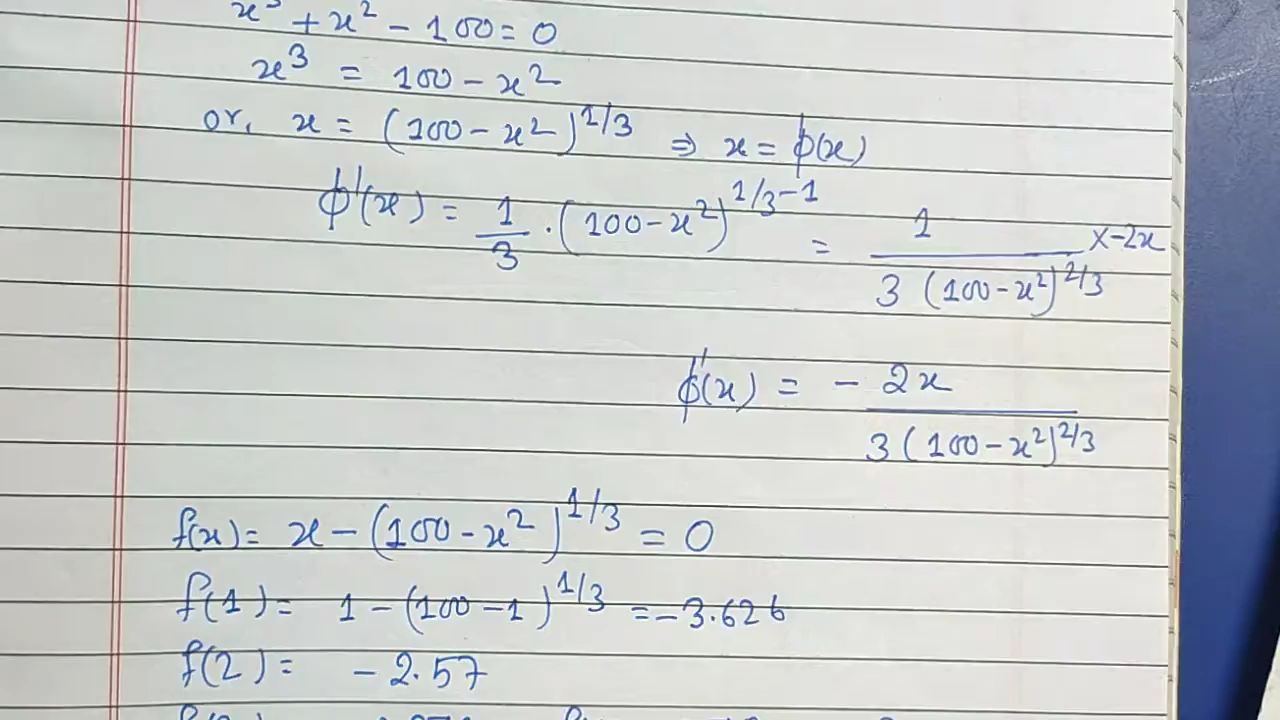 x³ + x² - 100 = 0
x³ = 100 - x²
or, x = (100 - x²)^1/3 ⇒ x = ϕ(x)
ϕ'(x) = 1/3 · (100 - x²)^1/3-1 = 1/3 (100 - x²)^2/3 × -2x
ϕ'(x) = - 2x/3 (100 - x²)^2/3
f(x) = x - (100 - x²)^1/3 = 0
f(1) = 1 - (100 - 1)^1/3 = -3.626
f(2) = - 2.57